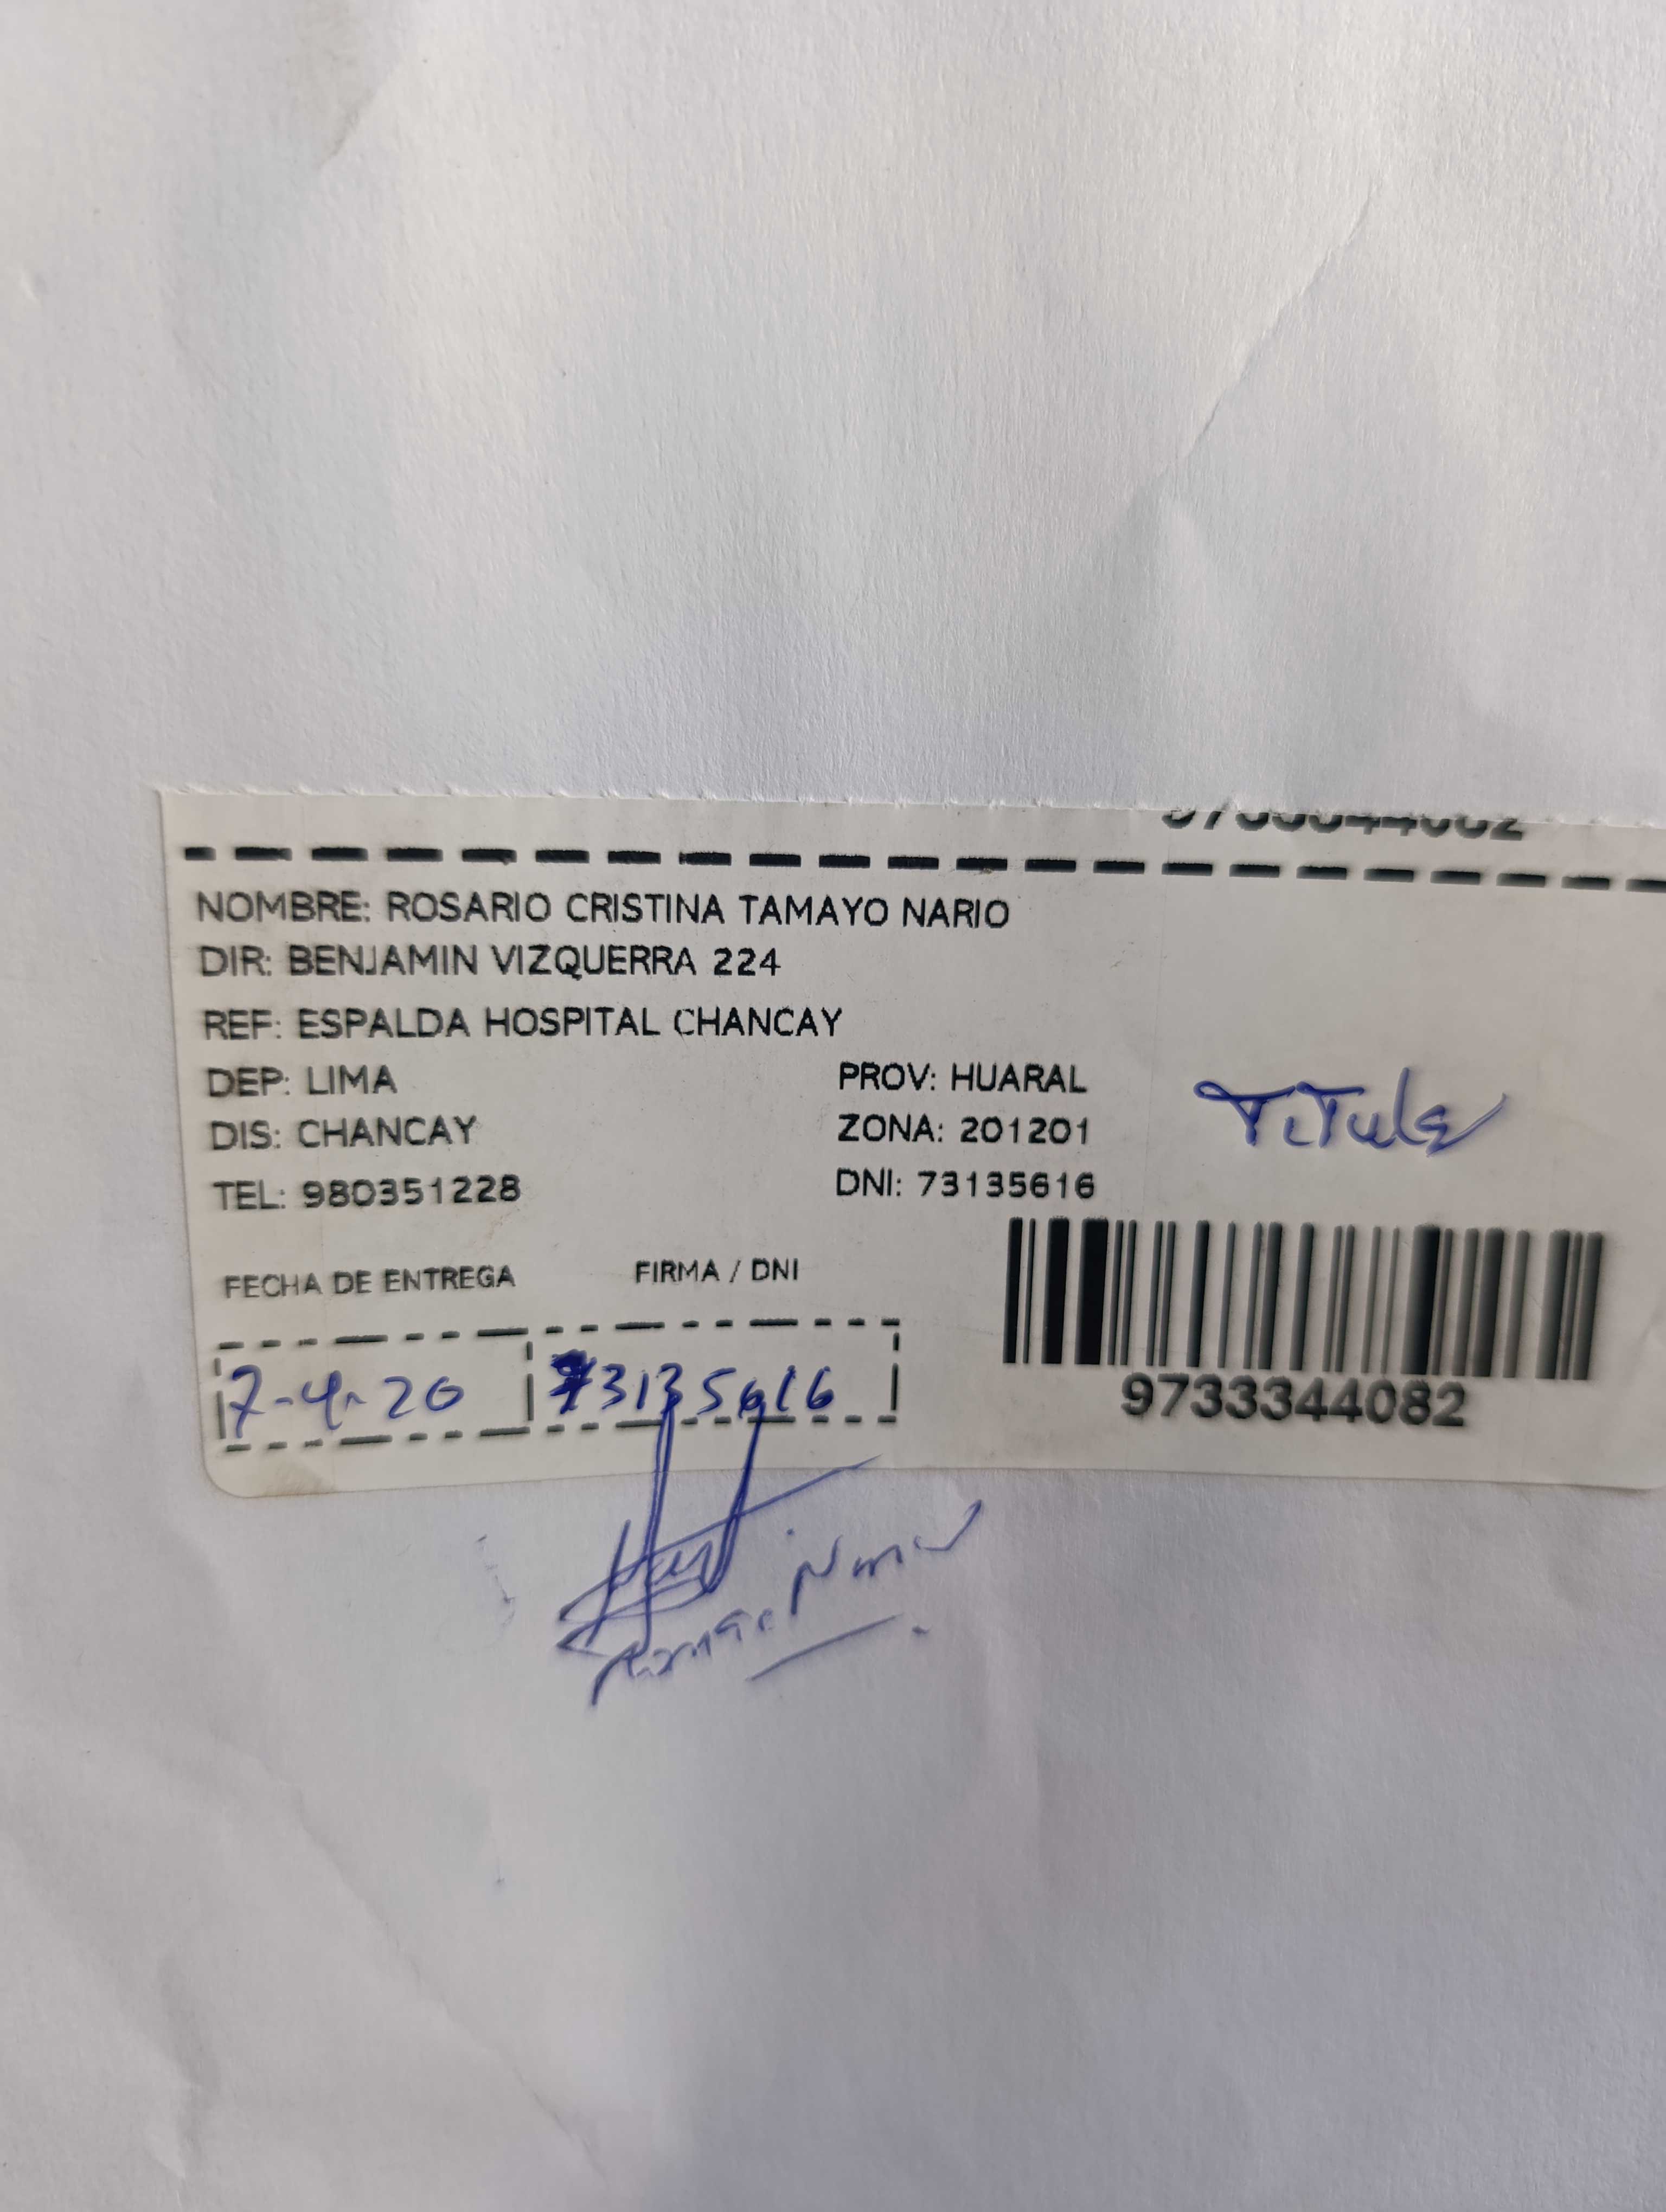 9733344082
NOMBRE: ROSARIO CRISTINA TAMAYO NARIO
DIR: BENJAMIN VIZQUERRA 224
REF: ESPALDA HOSPITAL CHANCAY
DEP: LIMA PROV: HUARAL
DIS: CHANCAY ZONA: 201201
TEL: 980351228 DNI: 73135616
Titular
FECHA DE ENTREGA FIRMA / DNI
7-4-20 73135616
9733344082